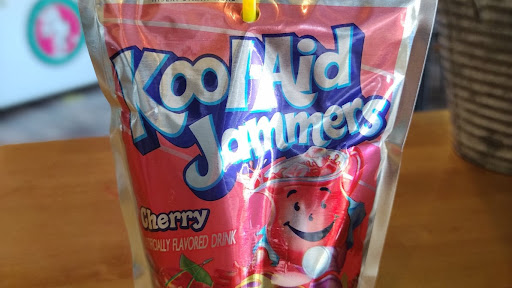 Kool-Aid
Jammers
Cherry
FLAVORED DRINK